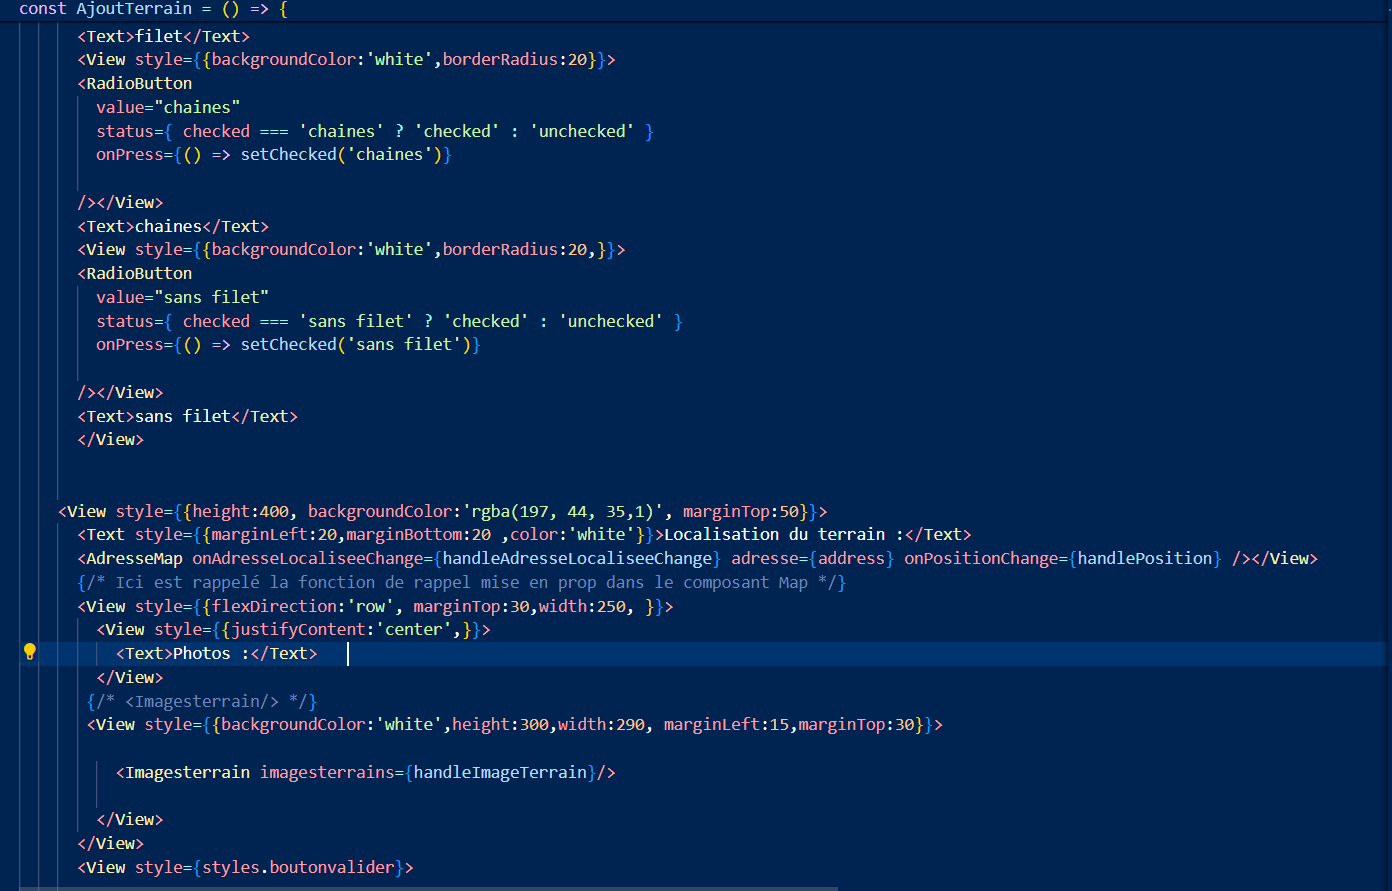 const AjoutTerrain = () => {
<Text>filet</Text>
<View style={{backgroundColor:'white',borderRadius:20}}>
<RadioButton
value="chaines"
status={ checked === 'chaines' ? 'checked' : 'unchecked' }
onPress={() => setChecked('chaines')}
/></View>
<Text>chaines</Text>
<View style={{backgroundColor:'white',borderRadius:20,}}>
<RadioButton
value="sans filet"
status={ checked === 'sans filet' ? 'checked' : 'unchecked' }
onPress={() => setChecked('sans filet')}
/></View>
<Text>sans filet</Text>
</View>
<View style={{height:400, backgroundColor:'rgba(197, 44, 35,1)', marginTop:50}}>
<Text style={{marginLeft:20,marginBottom:20 ,color:'white'}}>Localisation du terrain :</Text>
<AdresseMap onAdresseLocaliseeChange={handleAdresseLocaliseeChange} adresse={address} onPositionChange={handlePosition} /></View>
{/* Ici est rappelé la fonction de rappel mise en prop dans le composant Map */}
<View style={{flexDirection:'row', marginTop:30,width:250, }}>
<View style={{justifyContent:'center',}}>
<Text>Photos :</Text>
</View>
{/* <Imagesterrain/> */}
<View style={{backgroundColor:'white',height:300,width:290, marginLeft:15,marginTop:30}}>
<Imagesterrain imagesterrains={handleImageTerrain}/>
</View>
</View>
<View style={styles.boutonvalider}>